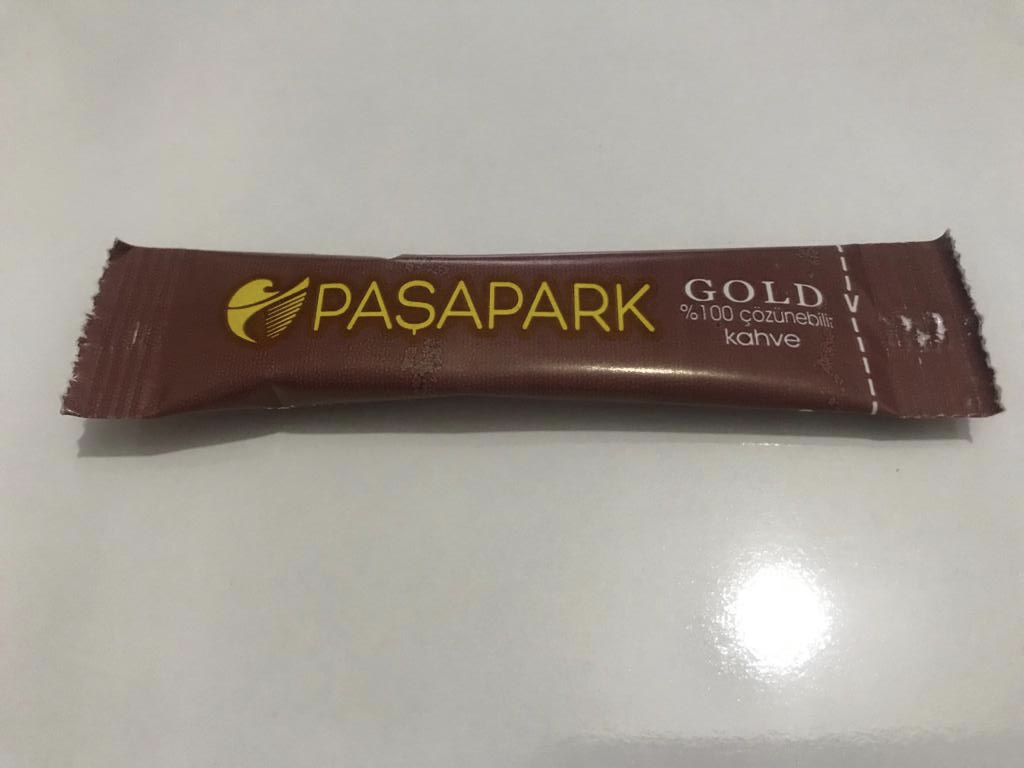 PAŞAPARK
GOLD
%100 çözünebilir
kahve